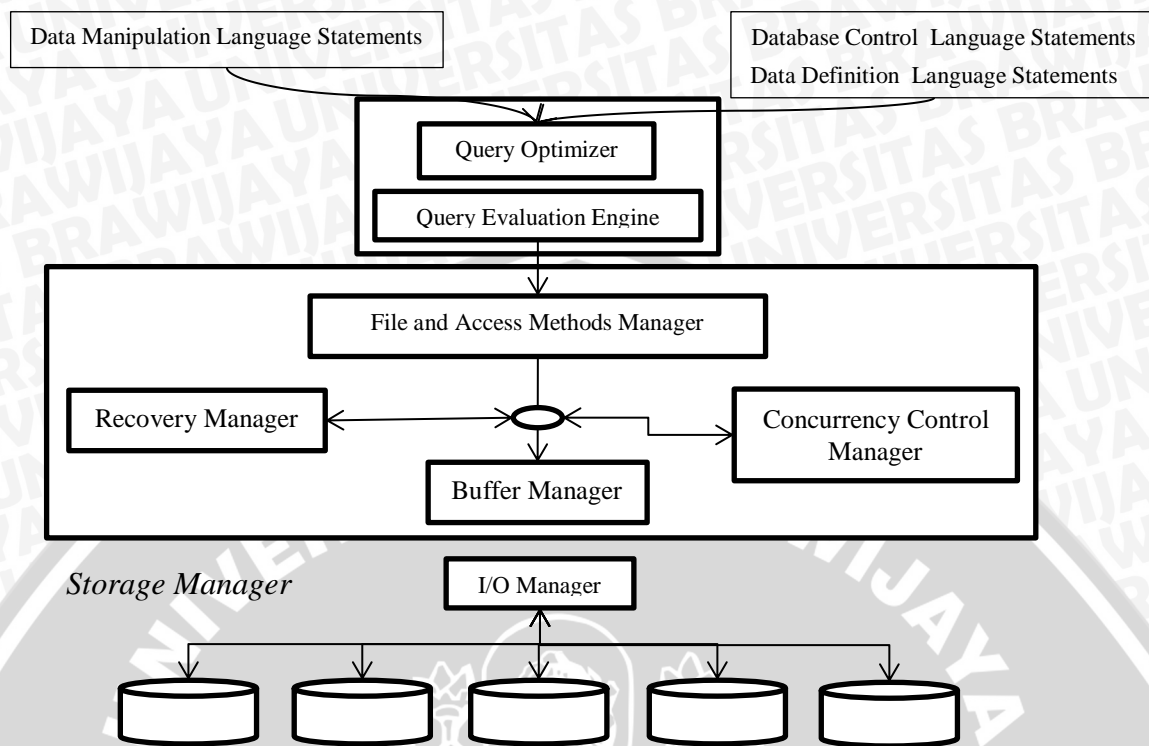 Data Manipulation Language Statements
Database Control Language Statements
Data Definition Language Statements
Query Optimizer
Query Evaluation Engine
File and Access Methods Manager
Recovery Manager
Concurrency Control
Manager
Buffer Manager
Storage Manager
I/O Manager